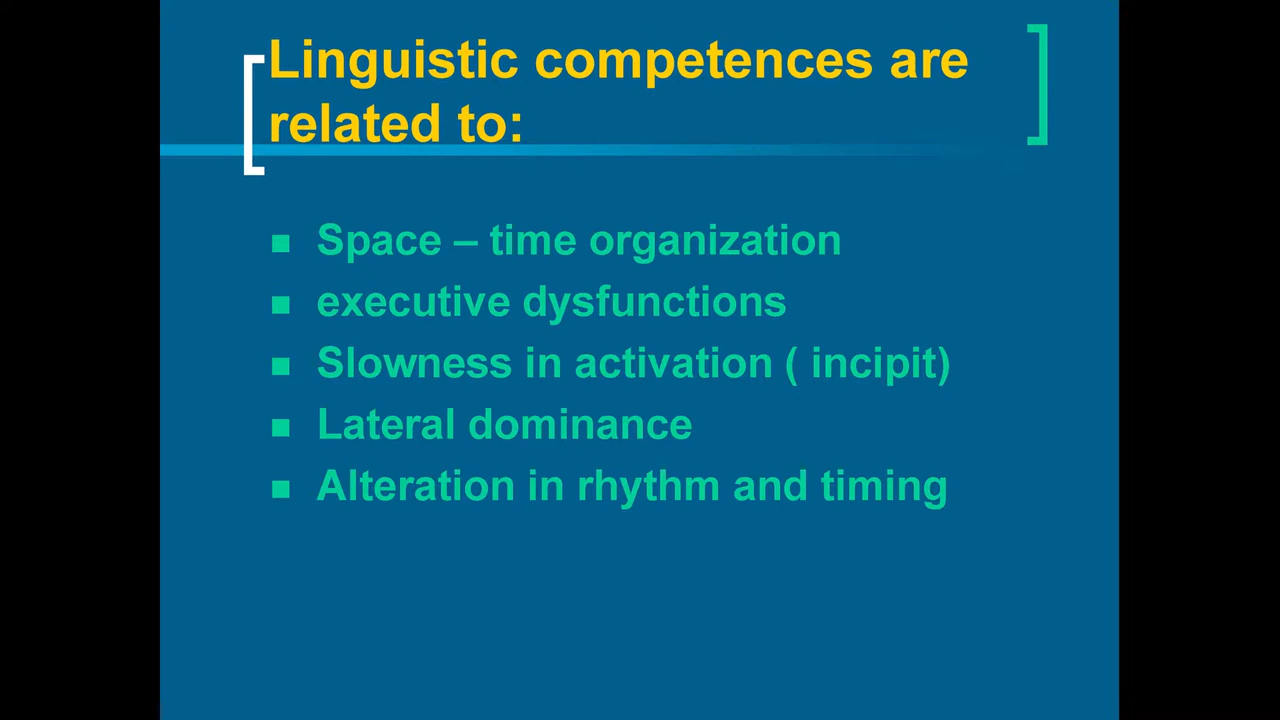 Linguistic competences are
related to:
Space – time organization
executive dysfunctions
Slowness in activation ( incipit)
Lateral dominance
Alteration in rhythm and timing